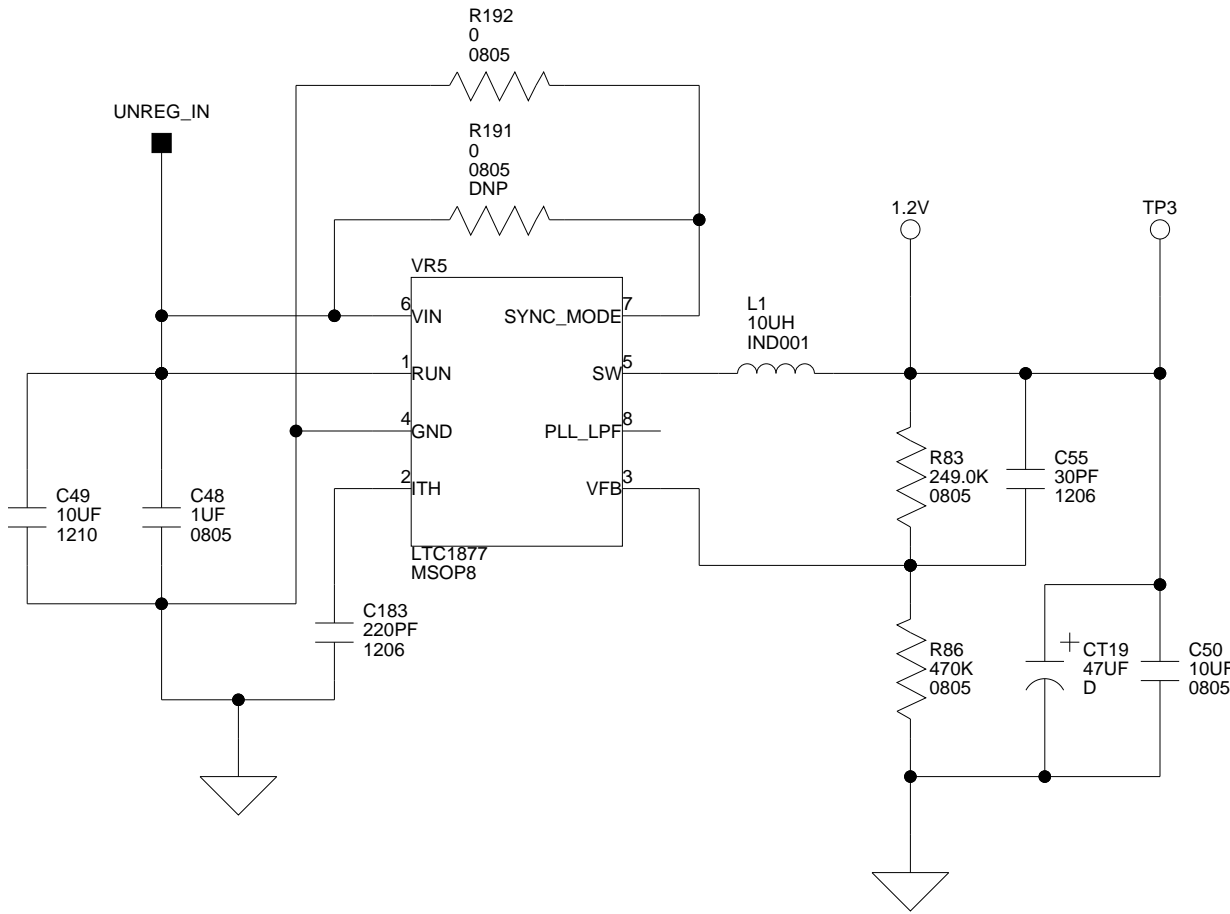 R192
0
0805
UNREG_IN
R191
0
0805
DNP
1.2V
TP3
VR5
6
VIN
SYNC_MODE
7
L1
10UH
IND001
1
RUN
SW
5
4
GND
PLL_LPF
8
2
ITH
VFB
3
R83
249.0K
0805
C55
30PF
1206
C49
10UF
1210
C48
1UF
0805
LTC1877
MSOP8
C183
220PF
1206
R86
470K
0805
+
CT19
47UF
D
C50
10UF
0805